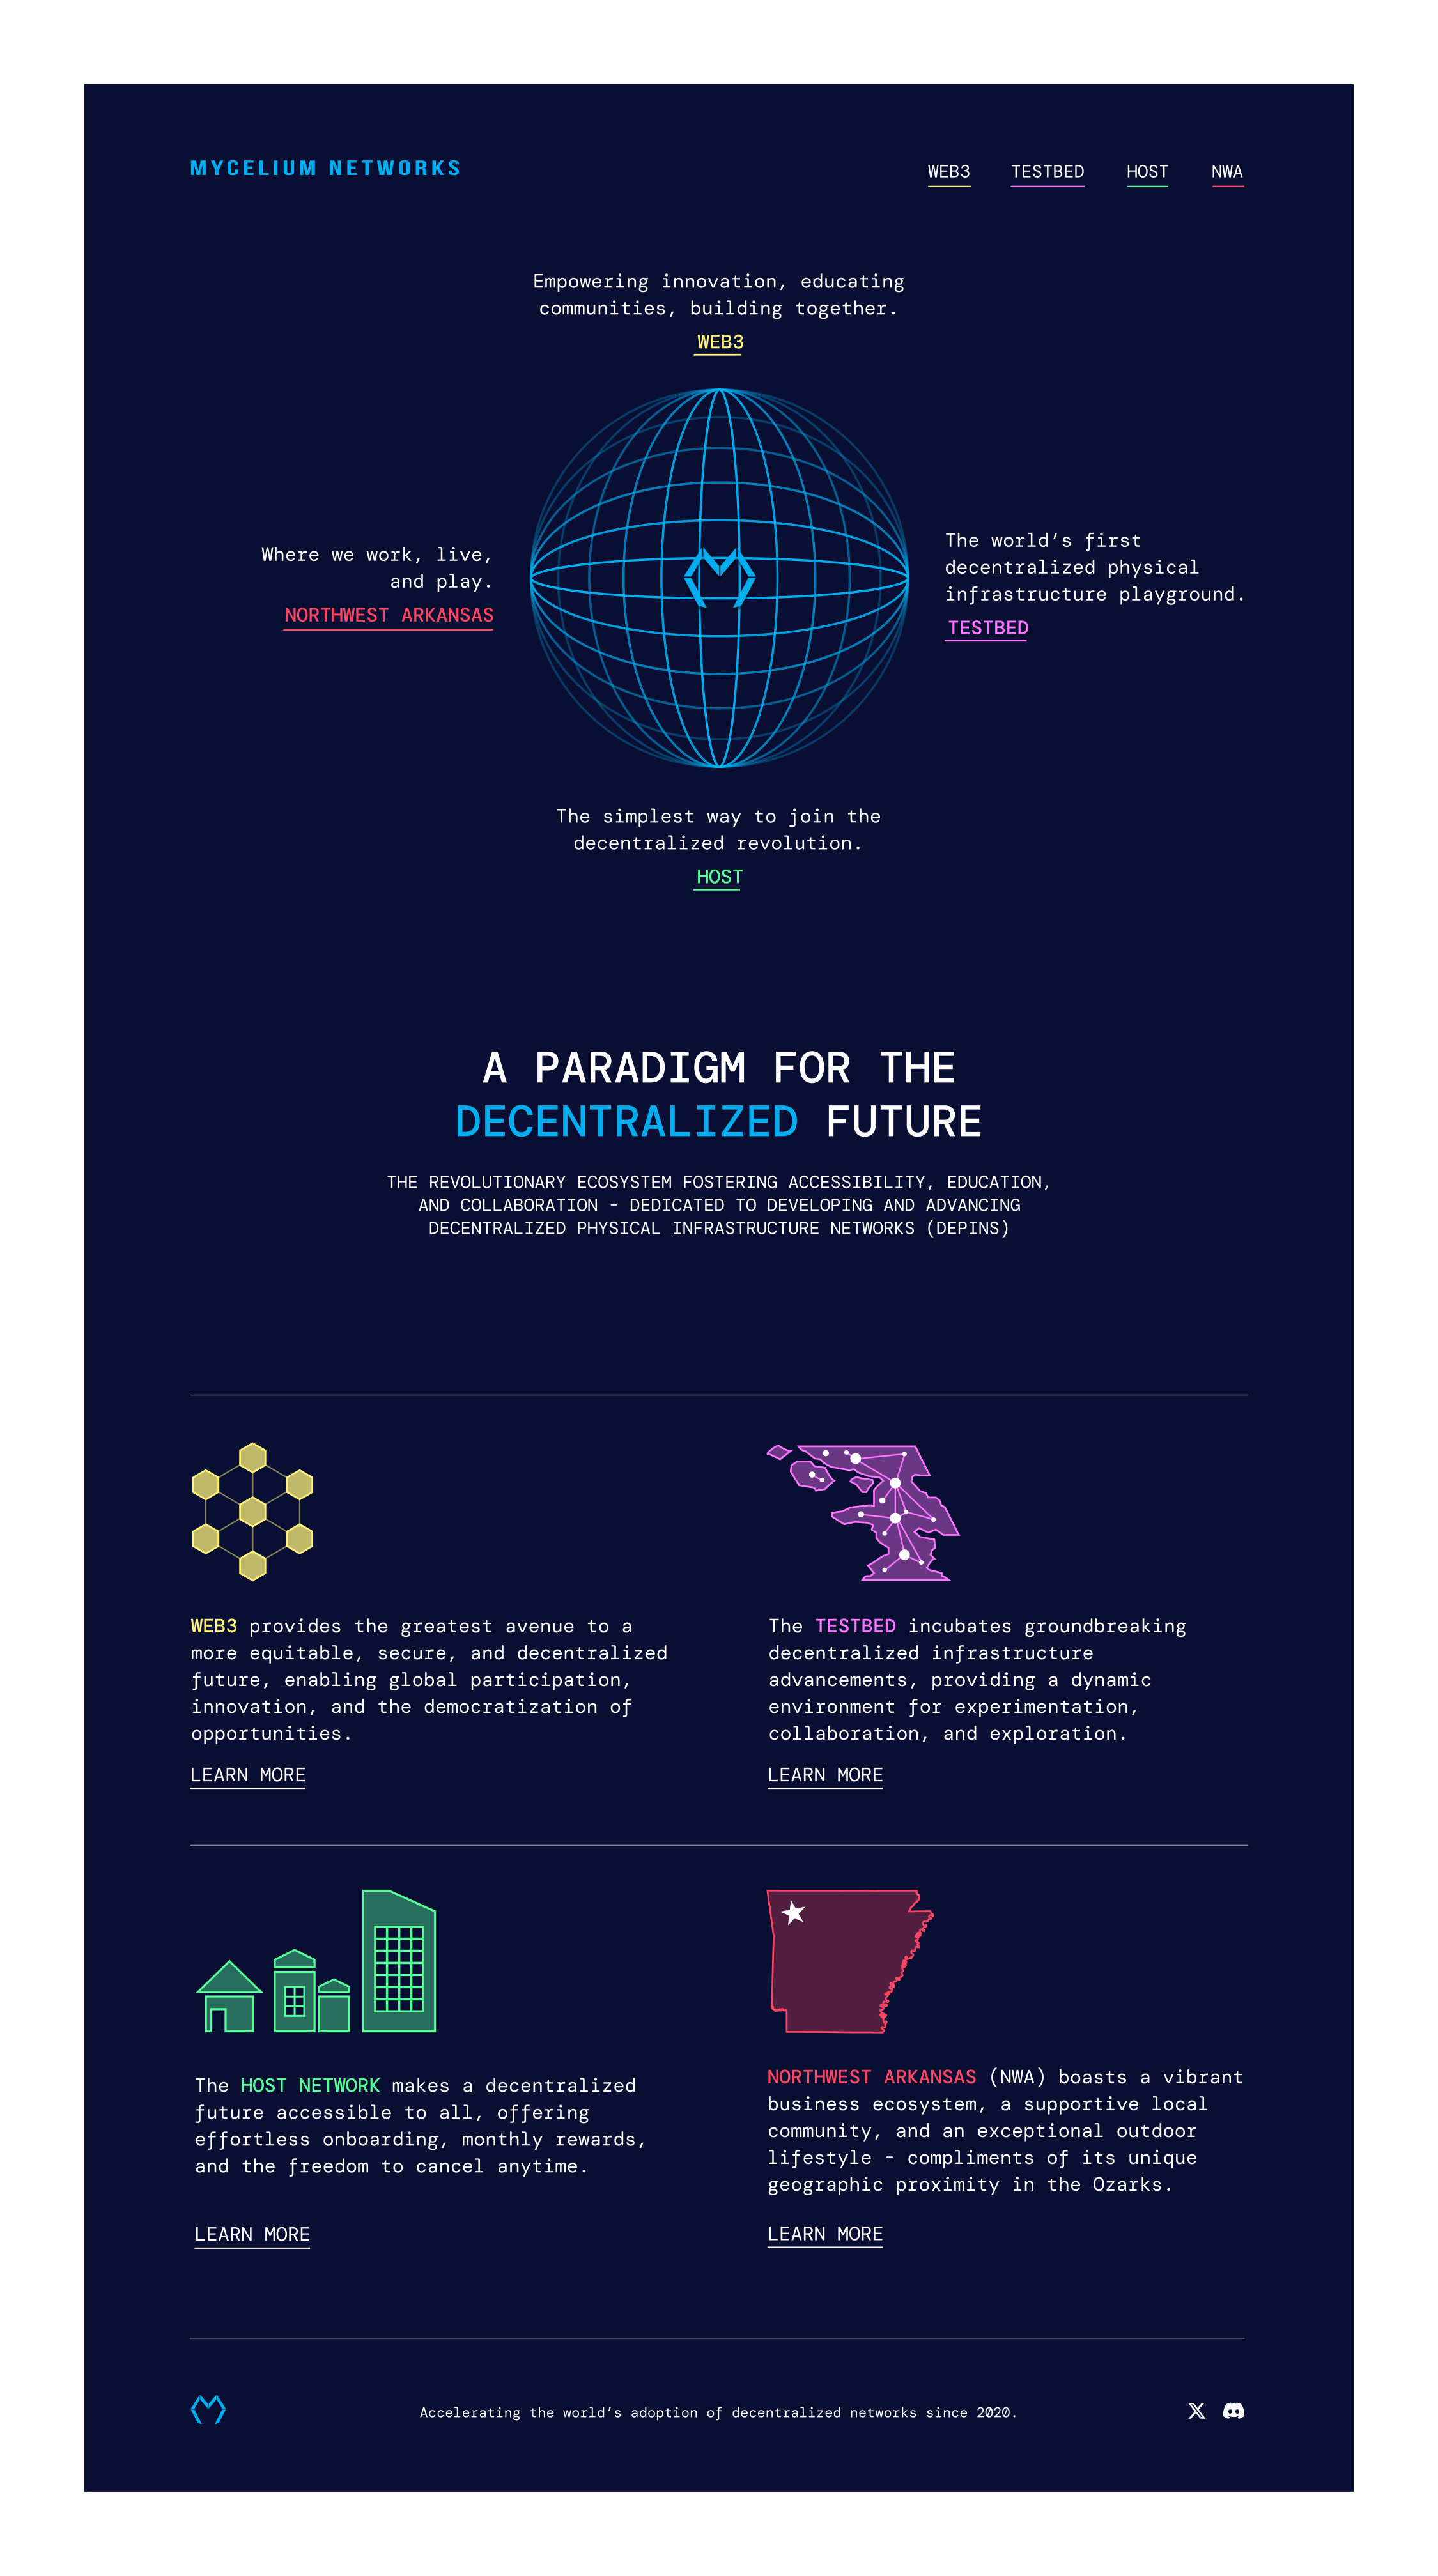 MYCELIUM NETWORKS
WEB3 TESTBED HOST NWA
Empowering innovation, educating
communities, building together.
WEB3
Where we work, live,
and play.
NORTHWEST ARKANSAS
The world’s first
decentralized physical
infrastructure playground.
TESTBED
The simplest way to join the
decentralized revolution.
HOST
A PARADIGM FOR THE
DECENTRALIZED FUTURE
THE REVOLUTIONARY ECOSYSTEM FOSTERING ACCESSIBILITY, EDUCATION,
AND COLLABORATION - DEDICATED TO DEVELOPING AND ADVANCING
DECENTRALIZED PHYSICAL INFRASTRUCTURE NETWORKS (DEPINS)
WEB3 provides the greatest avenue to a
more equitable, secure, and decentralized
future, enabling global participation,
innovation, and the democratization of
opportunities.
LEARN MORE
The TESTBED incubates groundbreaking
decentralized infrastructure
advancements, providing a dynamic
environment for experimentation,
collaboration, and exploration.
LEARN MORE
The HOST NETWORK makes a decentralized
future accessible to all, offering
effortless onboarding, monthly rewards,
and the freedom to cancel anytime.
LEARN MORE
NORTHWEST ARKANSAS (NWA) boasts a vibrant
business ecosystem, a supportive local
community, and an exceptional outdoor
lifestyle - compliments of its unique
geographic proximity in the Ozarks.
LEARN MORE
Accelerating the world’s adoption of decentralized networks since 2020.